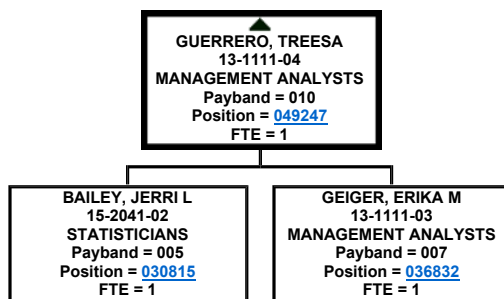 GUERRERO, TREESA
13-1111-04
MANAGEMENT ANALYSTS
Payband = 010
Position = 049247
FTE = 1
BAILEY, JERRI L
15-2041-02
STATISTICIANS
Payband = 005
Position = 030815
FTE = 1
GEIGER, ERIKA M
13-1111-03
MANAGEMENT ANALYSTS
Payband = 007
Position = 036832
FTE = 1